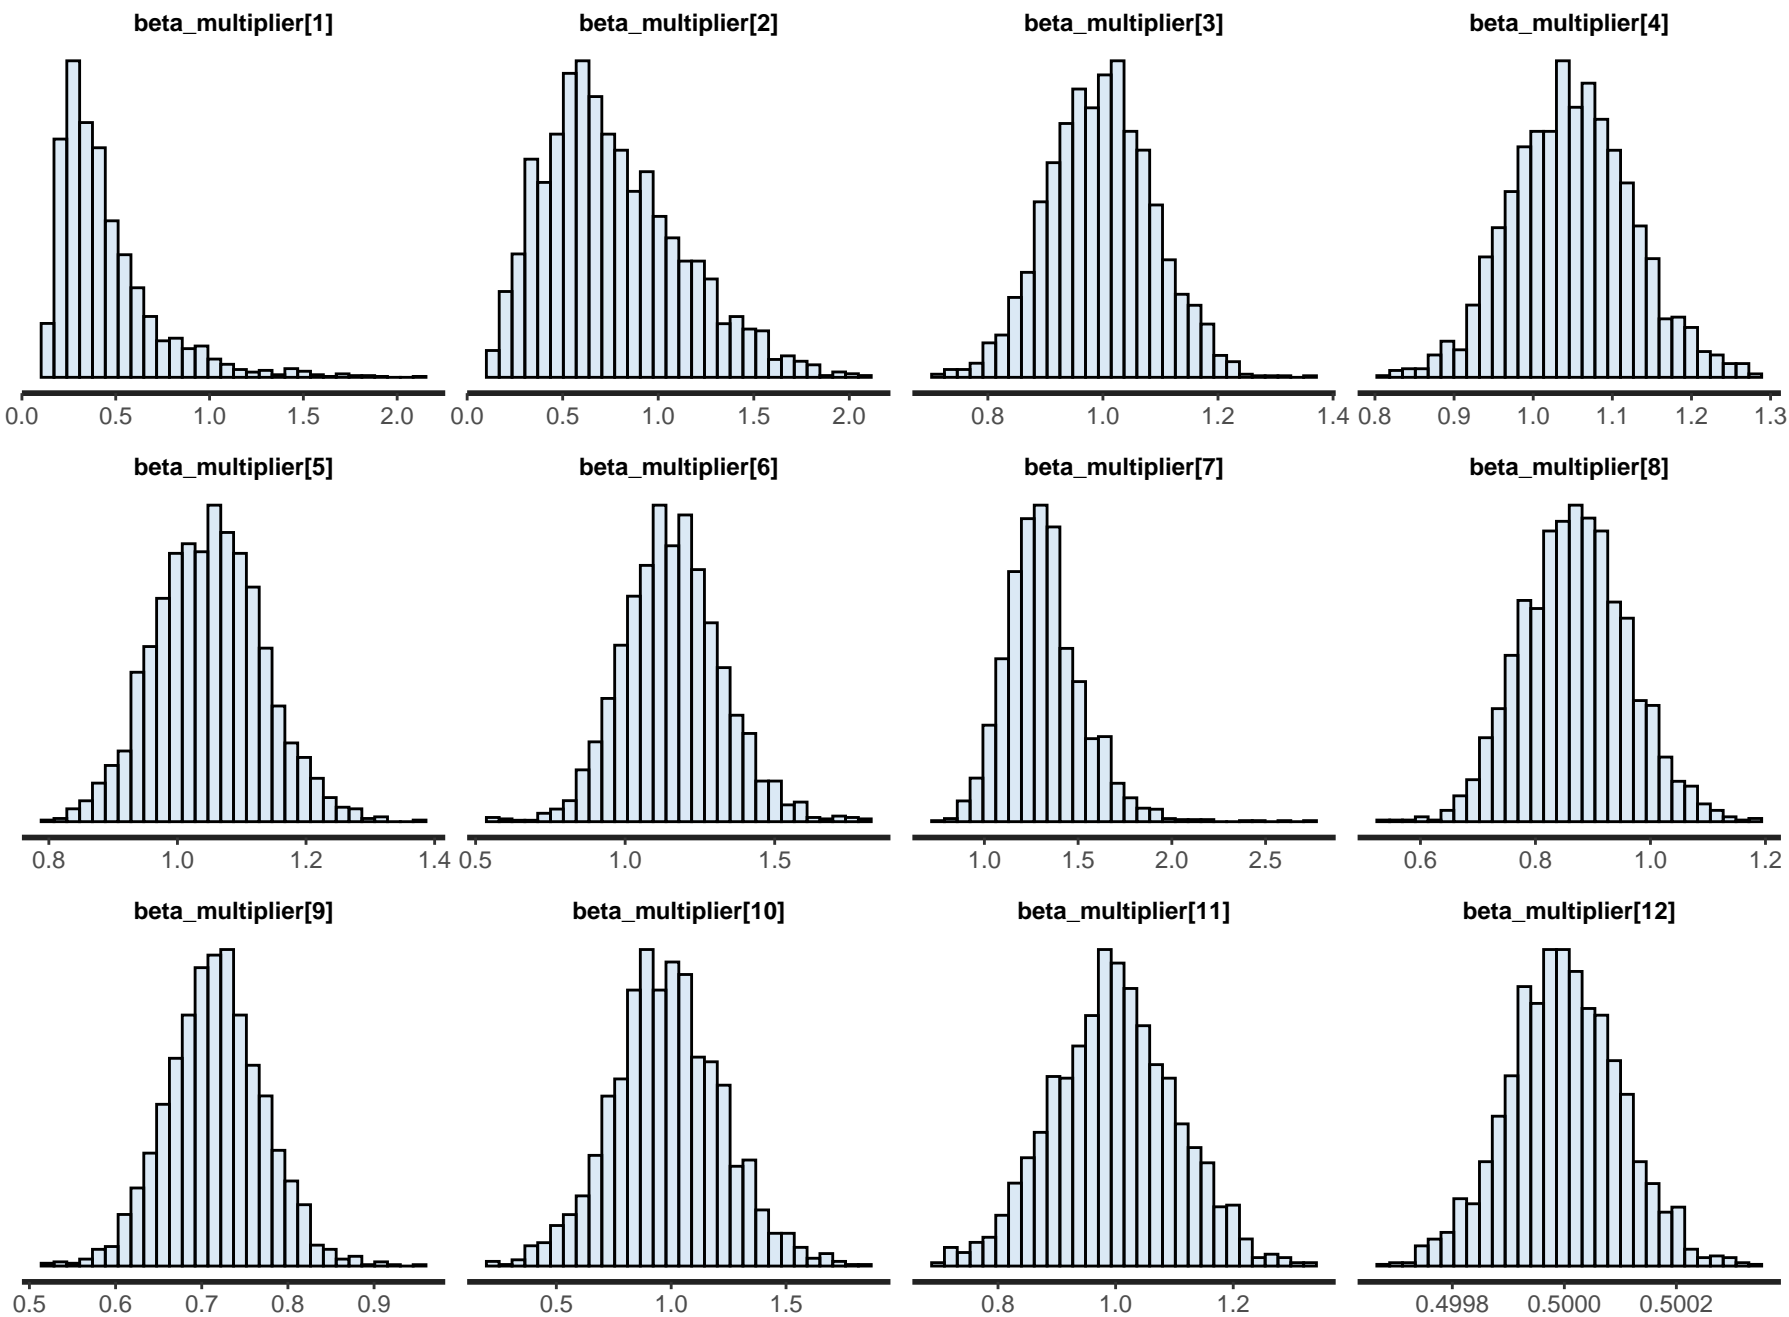 beta_multiplier[1] beta_multiplier[2] beta_multiplier[3] beta_multiplier[4]
0.0 0.5 1.0 1.5 2.0 0.0 0.5 1.0 1.5 2.0 0.8 1.0 1.2 1.4 0.8 0.9 1.0 1.1 1.2 1.3
beta_multiplier[5] beta_multiplier[6] beta_multiplier[7] beta_multiplier[8]
0.8 1.0 1.2 1.4 0.5 1.0 1.5 1.0 1.5 2.0 2.5 0.6 0.8 1.0 1.2
beta_multiplier[9] beta_multiplier[10] beta_multiplier[11] beta_multiplier[12]
0.5 0.6 0.7 0.8 0.9 0.5 1.0 1.5 0.8 1.0 1.2 0.4998 0.5000 0.5002